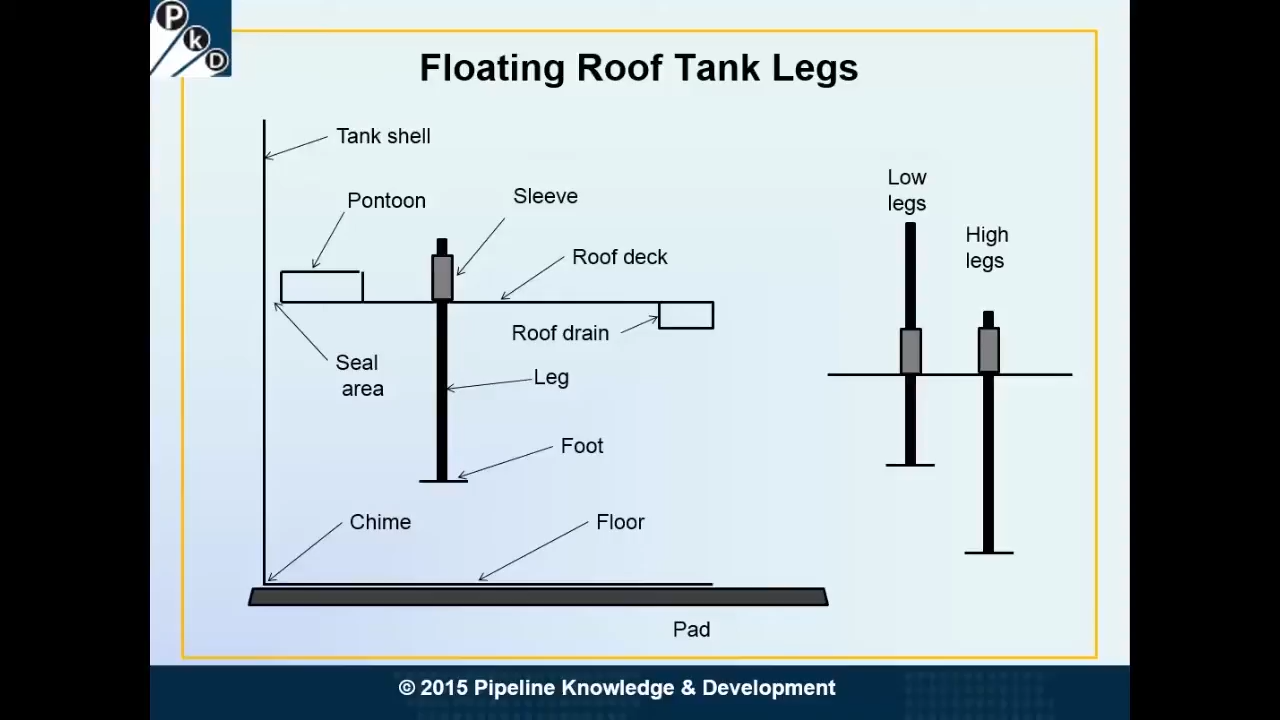 PkD
Floating Roof Tank Legs
Tank shell
Pontoon
Sleeve
Roof deck
Roof drain
Seal
area
Leg
Foot
Chime
Floor
Pad
Low
legs
High
legs
© 2015 Pipeline Knowledge & Development